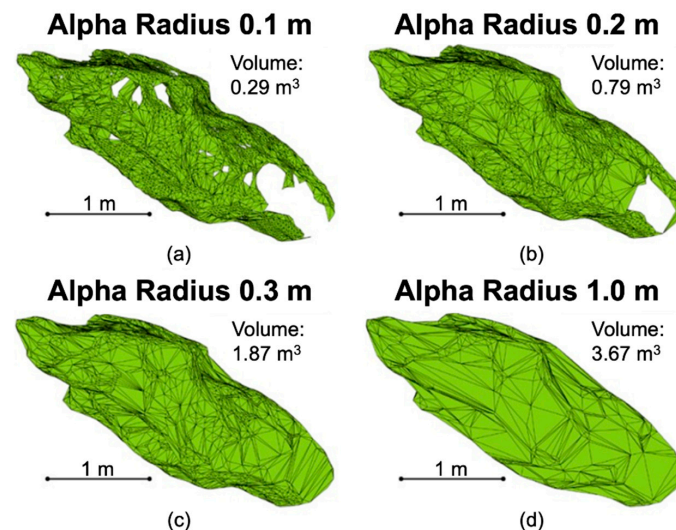 Alpha Radius 0.1 m
Volume:
0.29 m³
1 m
(a)
Alpha Radius 0.2 m
Volume:
0.79 m³
1 m
(b)
Alpha Radius 0.3 m
Volume:
1.87 m³
1 m
(c)
Alpha Radius 1.0 m
Volume:
3.67 m³
1 m
(d)